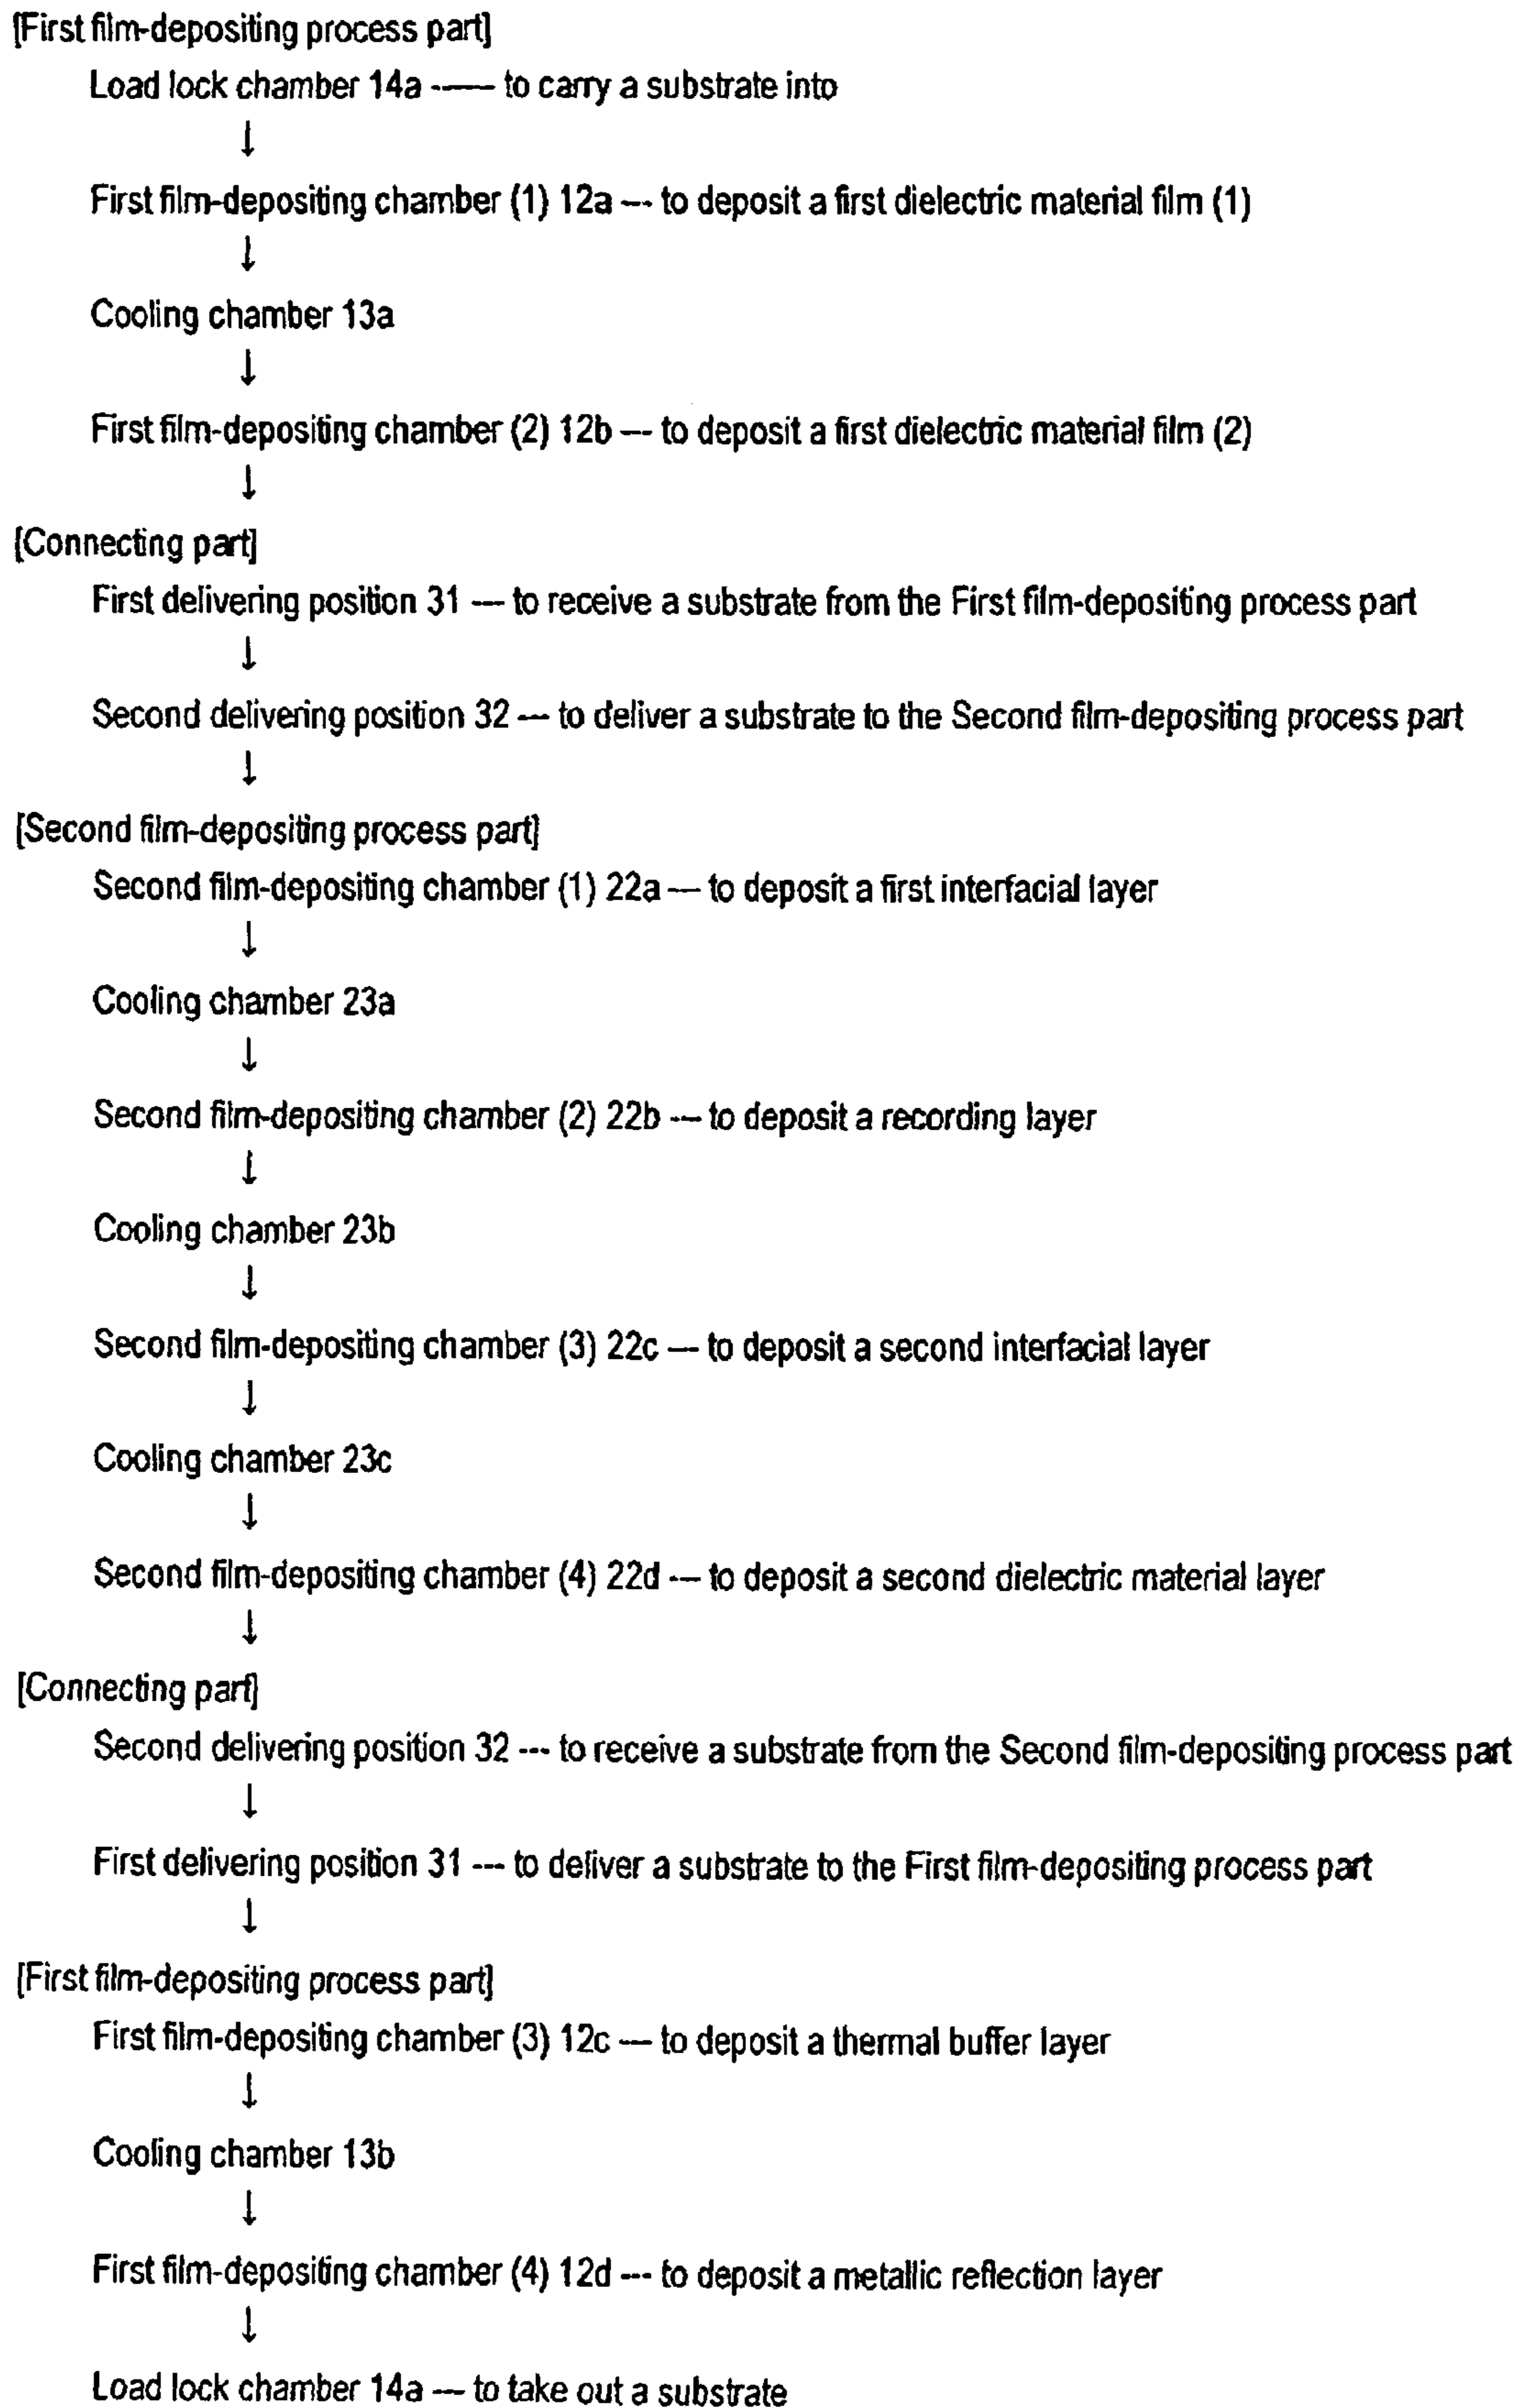 [First film-depositing process part]
Load lock chamber 14a --— to carry a substrate into
↓
First film-depositing chamber (1) 12a --- to deposit a first dielectric material film (1)
↓
Cooling chamber 13a
↓
First film-depositing chamber (2) 12b --- to deposit a first dielectric material film (2)
↓
[Connecting part]
First delivering position 31 --- to receive a substrate from the First film-depositing process part
↓
Second delivering position 32 --- to deliver a substrate to the Second film-depositing process part
↓
[Second film-depositing process part]
Second film-depositing chamber (1) 22a --- to deposit a first interfacial layer
↓
Cooling chamber 23a
↓
Second film-depositing chamber (2) 22b --- to deposit a recording layer
↓
Cooling chamber 23b
↓
Second film-depositing chamber (3) 22c --- to deposit a second interfacial layer
↓
Cooling chamber 23c
↓
Second film-depositing chamber (4) 22d --- to deposit a second dielectric material layer
↓
[Connecting part]
Second delivering position 32 --- to receive a substrate from the Second film-depositing process part
↓
First delivering position 31 --- to deliver a substrate to the First film-depositing process part
↓
[First film-depositing process part]
First film-depositing chamber (3) 12c --- to deposit a thermal buffer layer
↓
Cooling chamber 13b
↓
First film-depositing chamber (4) 12d --- to deposit a metallic reflection layer
↓
Load lock chamber 14a --- to take out a substrate